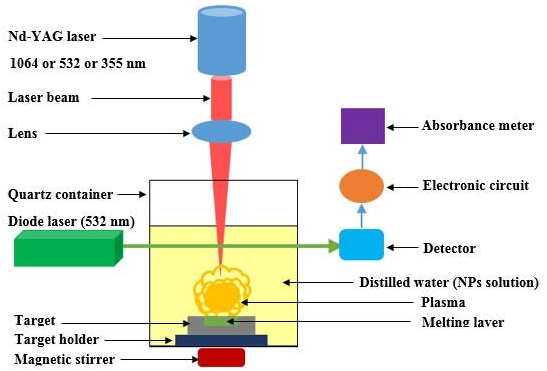 Nd-YAG laser
1064 or 532 or 355 nm
Laser beam
Lens
Quartz container
Diode laser (532 nm)
Target
Target holder
Magnetic stirrer
Absorbance meter
Electronic circuit
Detector
Distilled water (NPs solution)
Plasma
Melting laver